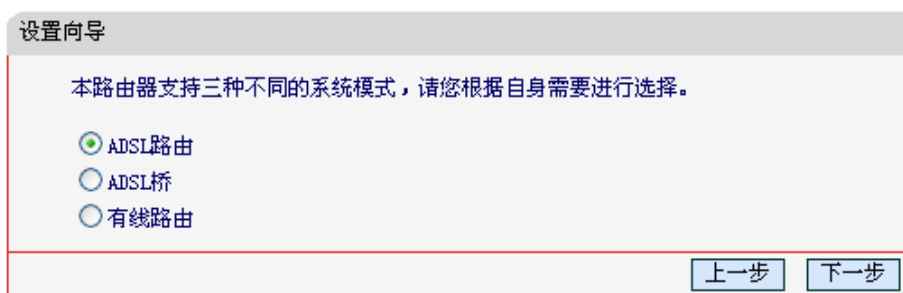 设置向导
本路由器支持三种不同的系统模式，请您根据自身需要进行选择。
ADSL路由
ADSL桥
有线路由
上一步 下一步